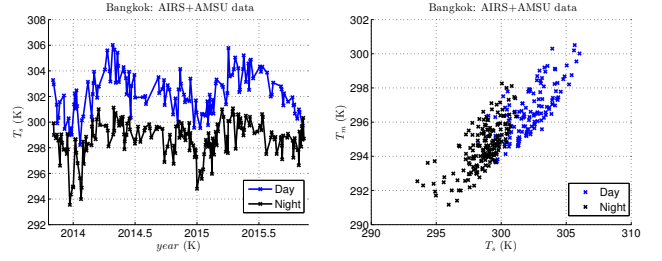 Bangkok: AIRS+AMSU data
308
306
304
302
300
298
296
294
292
T_s (K)
2014
2014.5
2015
2015.5
year (K)
Day
Night
Bangkok: AIRS+AMSU data
302
300
298
296
294
292
290
T_m (K)
290
295
300
305
310
T_s (K)
Day
Night